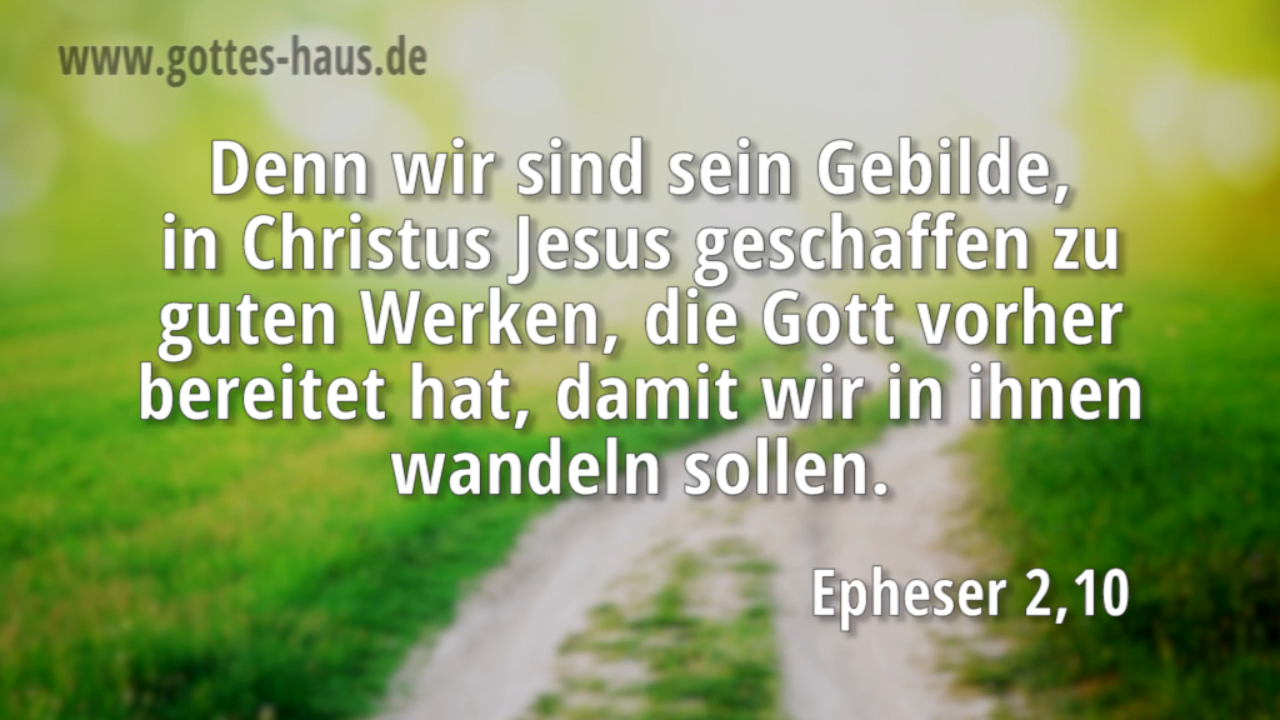 www.gottes-haus.de
Denn wir sind sein Gebilde,
in Christus Jesus geschaffen zu
guten Werken, die Gott vorher
bereitet hat, damit wir in ihnen
wandeln sollen.
Epheser 2,10